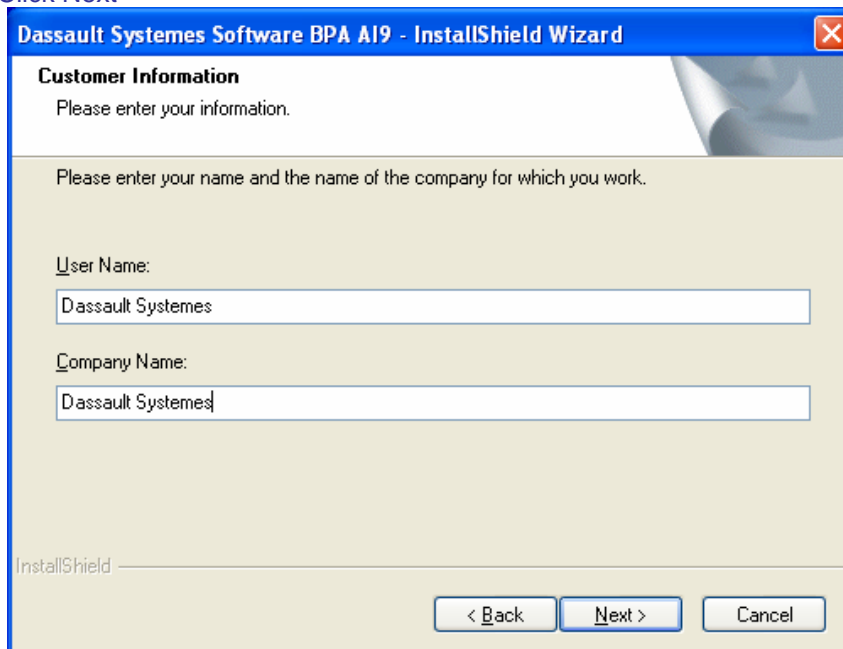 Click Next
Dassault Systemes Software BPA AI9 - InstallShield Wizard
Customer Information
Please enter your information.
Please enter your name and the name of the company for which you work.
User Name:
Dassault Systemes
Company Name:
Dassault Systemes
InstallShield
< Back Next > Cancel